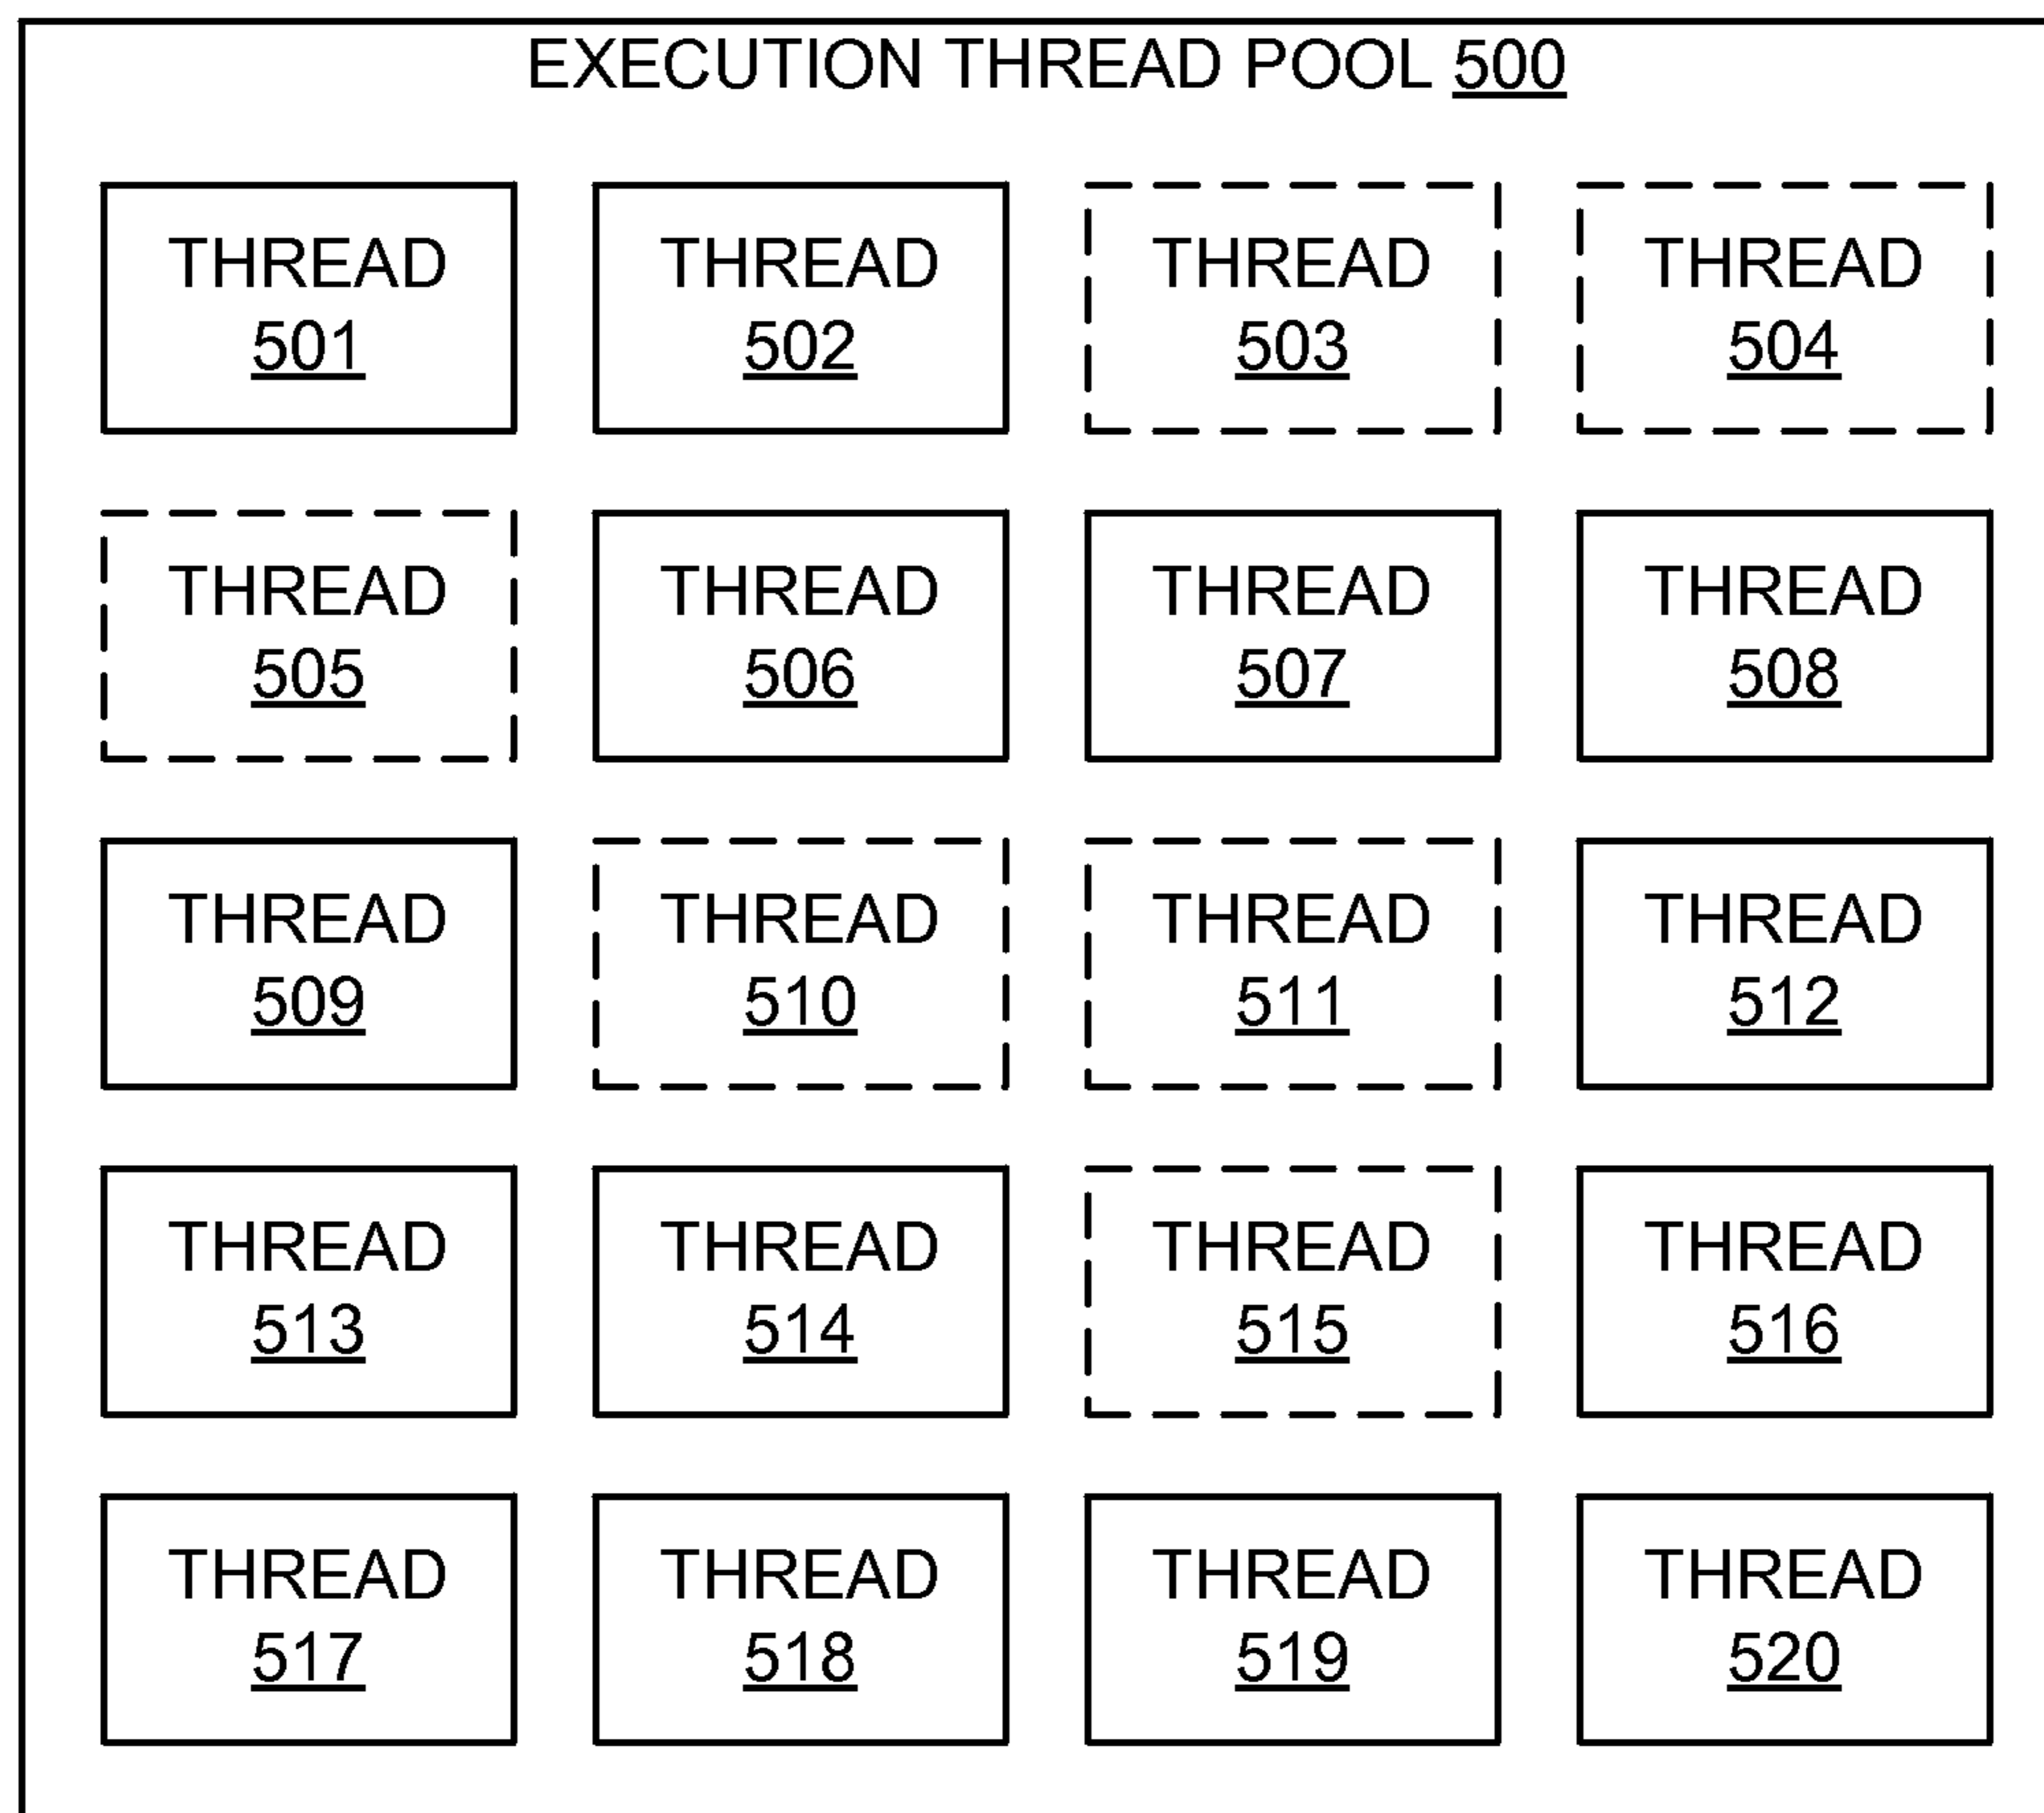 EXECUTION THREAD POOL 500
THREAD THREAD THREAD THREAD
501 502 503 504
THREAD THREAD THREAD THREAD
505 506 507 508
THREAD THREAD THREAD THREAD
509 510 511 512
THREAD THREAD THREAD THREAD
513 514 515 516
THREAD THREAD THREAD THREAD
517 518 519 520